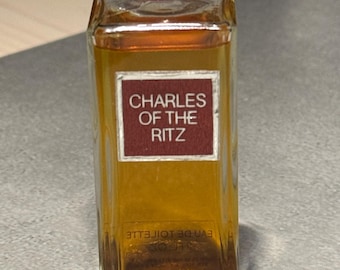 CHARLES
OF THE
RITZ
EAU DE TOILETTE